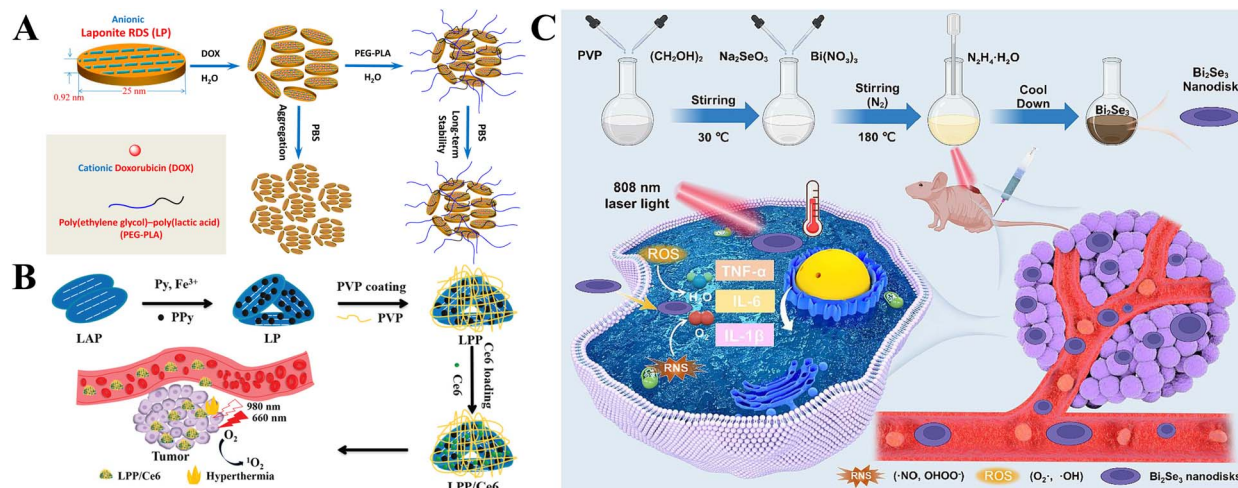 A
Anionic
Laponite RDS (LP)
0.92 nm
25 nm
DOX
H₂O
PEG-PLA
H₂O
PBS
Aggregation
PBS
Long-term
Stability
Cationic Doxorubicin (DOX)
Poly(ethylene glycol)–poly(lactic acid)
(PEG-PLA)
B
LAP
Py, Fe³⁺
PPy
LP
PVP coating
PVP
LPP
Ce6 loading
Ce6
LPP/Ce6
980 nm
660 nm
O₂
¹O₂
Tumor
LPP/Ce6
Hyperthermia
C
PVP
(CH₂OH)₂
Stirring
30 ℃
Na₂SeO₃
Bi(NO₃)₃
Stirring
(N₂)
180 ℃
N₂H₄·H₂O
Cool
Down
Bi₂Se₃
Bi₂Se₃
Nanodisk
808 nm
laser light
ROS
TNF-α
H₂O
IL-6
O₂
IL-1β
RNS
RNS
(·NO, OHOO⁻)
ROS
(O₂⁻, ·OH)
Bi₂Se₃ nanodisks